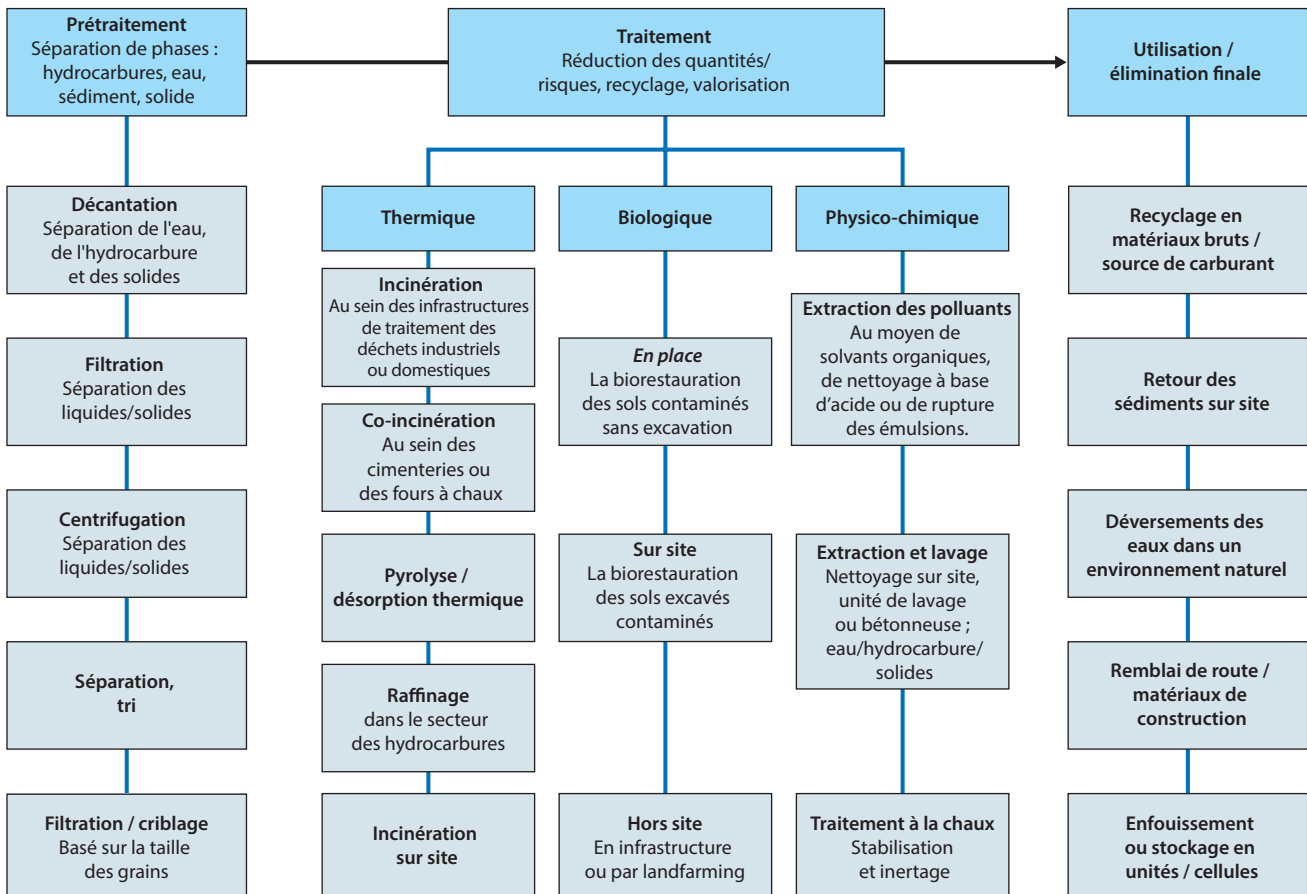 Prétraitement
Séparation de phases :
hydrocarbures, eau,
sédiment, solide
Traitement
Réduction des quantités/
risques, recyclage, valorisation
Utilisation /
élimination finale
Décantation
Séparation de l'eau,
de l'hydrocarbure
et des solides
Filtration
Séparation des
liquides/solides
Centrifugation
Séparation des
liquides/solides
Séparation,
tri
Filtration / criblage
Basé sur la taille
des grains
Thermique
Incinération
Au sein des infrastructures
de traitement des
déchets industriels
ou domestiques
Co-incinération
Au sein des
cimenteries ou
des fours à chaux
Pyrolyse /
désorption thermique
Raffinage
dans le secteur
des hydrocarbures
Incinération
sur site
Biologique
En place
La biorestauration
des sols contaminés
sans excavation
Sur site
La biorestauration
des sols excavés
contaminés
Hors site
En infrastructure
ou par landfarming
Physico-chimique
Extraction des polluants
Au moyen de
solvants organiques,
de nettoyage à base
d’acide ou de rupture
des émulsions.
Extraction et lavage
Nettoyage sur site,
unité de lavage
ou bétonneuse ;
eau/hydrocarbure/
solides
Traitement à la chaux
Stabilisation
et inertage
Recyclage en
matériaux bruts /
source de carburant
Retour des
sédiments sur site
Déversements des
eaux dans un
environnement naturel
Remblai de route /
matériaux de
construction
Enfouissement
ou stockage en
unités / cellules